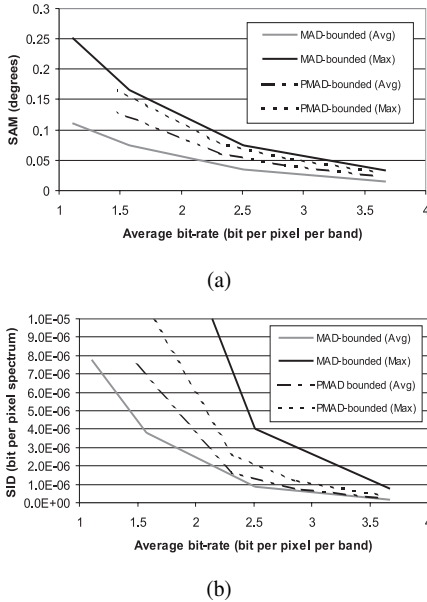 0.3
0.25
0.2
0.15
0.1
0.05
0
SAM (degrees)
MAD-bounded (Avg)
MAD-bounded (Max)
PMAD-bounded (Avg)
PMAD-bounded (Max)
1 1.5 2 2.5 3 3.5 4
Average bit-rate (bit per pixel per band)
(a)
1.0E-05
9.0E-06
8.0E-06
7.0E-06
6.0E-06
5.0E-06
4.0E-06
3.0E-06
2.0E-06
1.0E-06
0.0E+00
SID (bit per pixel spectrum)
MAD-bounded (Avg)
MAD-bounded (Max)
PMAD bounded (Avg)
PMAD-bounded (Max)
1 1.5 2 2.5 3 3.5 4
Average bit-rate (bit per pixel per band)
(b)